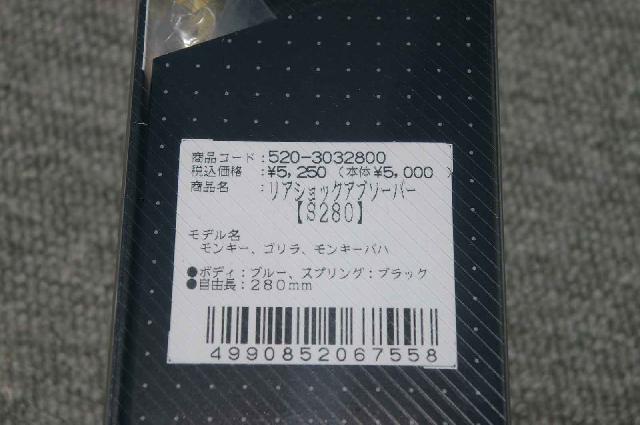 商品コード：520-3032800
税込価格：¥5,250（本体¥5,000）
商品名：リアショックアブソーバー
【S280】
モデル名
モンキー、ゴリラ、モンキーバハ
●ボディ：ブルー、スプリング：ブラック
●自由長：280mm
4990852067558